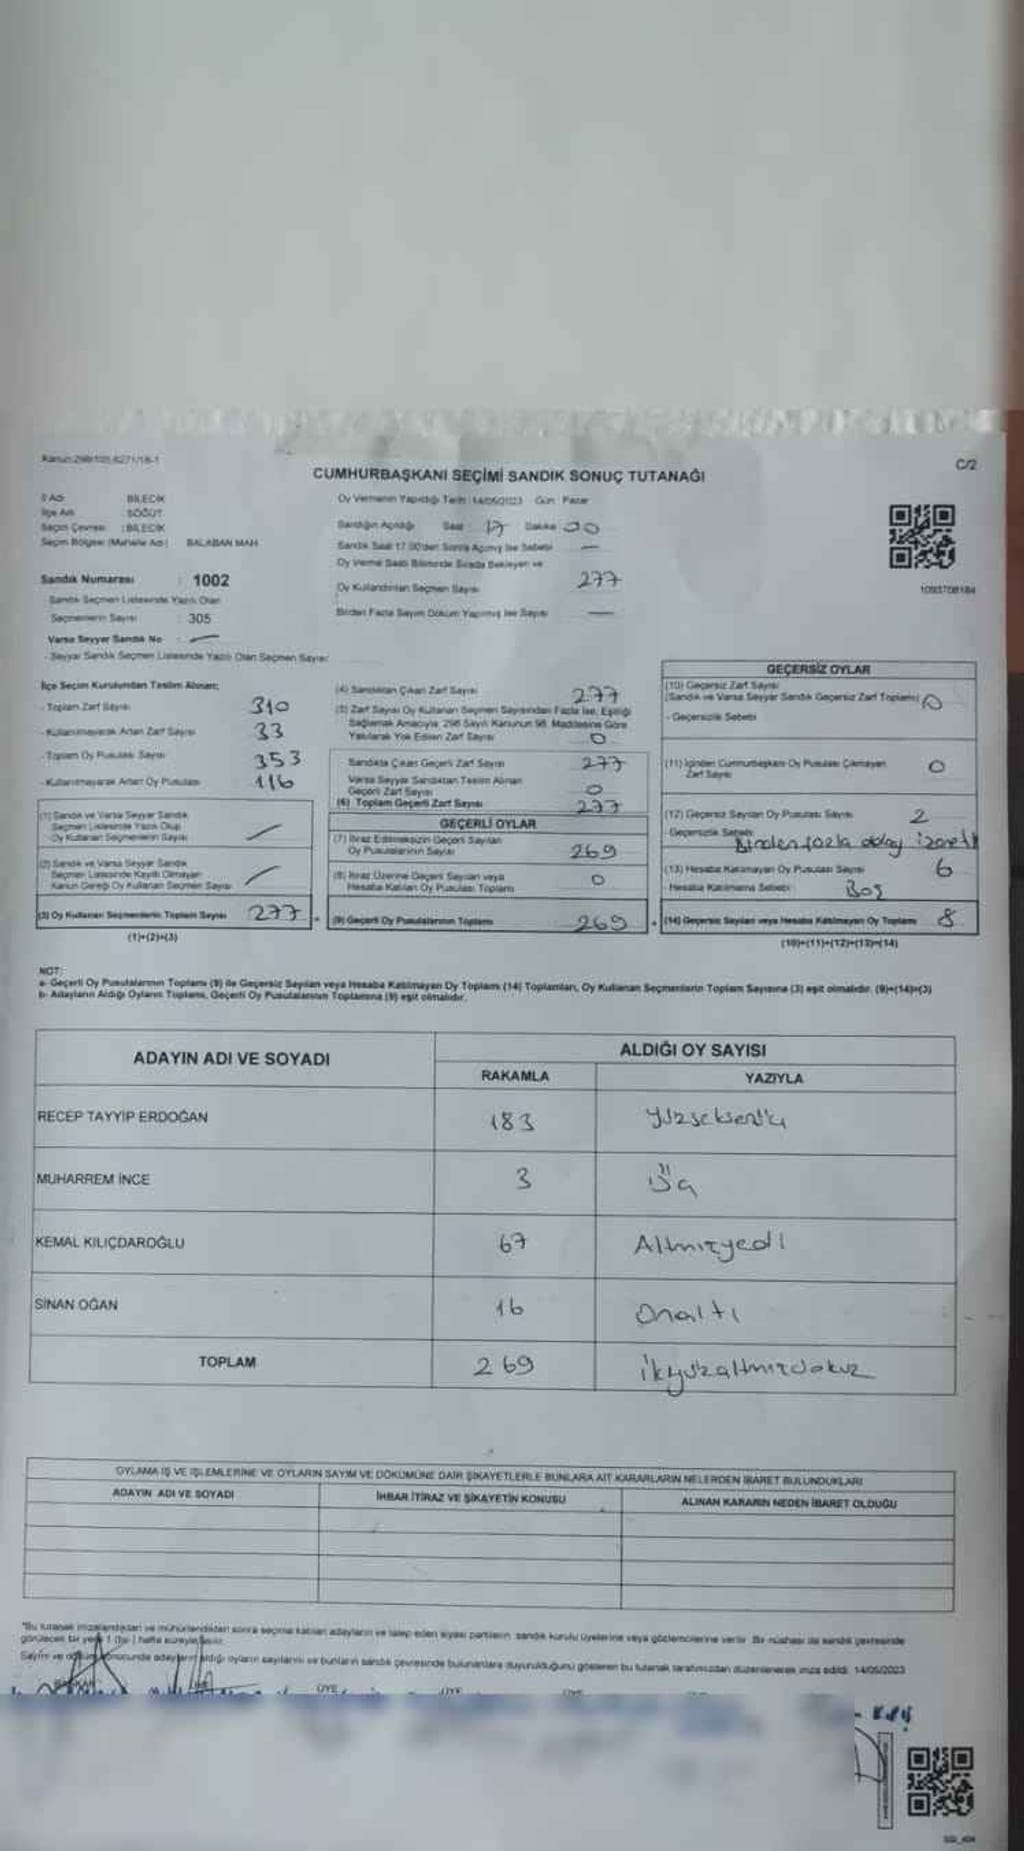 Kanun:298/105,6271/18-1
C/2
CUMHURBAŞKANI SEÇİMİ SANDIK SONUÇ TUTANAĞI
İl Adı : BİLECİK
İlçe Adı : SÖĞÜT
Seçim Çevresi : BİLECİK
Seçim Bölgesi (Mahalle Adı) BALABAN MAH
Sandık Numarası : 1002
Sandık Seçmen Listesinde Yazılı Olan
Seçmenlerin Sayısı : 305
Varsa Seyyar Sandık No : —
- Seyyar Sandık Seçmen Listesinde Yazılı Olan Seçmen Sayısı
Oy Vermenin Yapıldığı Tarih : 14/05/2023 Gün : Pazar
Sandığın Açıldığı Saat : 17 Dakika 00
Sandık Saat 17.00'den Sonra Açılmış İse Sebebi —
Oy Verme Saati Bitiminde Sırada Bekleyen ve
Oy Kullandırılan Seçmen Sayısı 277
Birden Fazla Sayım Döküm Yapılmış İse Sayısı —
1093708184
İlçe Seçim Kurulundan Teslim Alınan;
- Toplam Zarf Sayısı 310
- Kullanılmayarak Artan Zarf Sayısı 33
- Toplam Oy Pusulası Sayısı 353
- Kullanılmayarak Artan Oy Pusulası 116
(1) Sandık ve Varsa Seyyar Sandık
Seçmen Listesinde Yazılı Olup
Oy Kullanan Seçmenlerin Sayısı —
(2) Sandık ve Varsa Seyyar Sandık
Seçmen Listesinde Kayıtlı Olmayan
Kanun Gereği Oy Kullanan Seçmen Sayısı —
(3) Oy Kullanan Seçmenlerin Toplam Sayısı 277
(1)+(2)=(3)
(4) Sandıktan Çıkan Zarf Sayısı 277
(5) Zarf Sayısı Oy Kullanan Seçmen Sayısından Fazla İse, Eşitliği
Sağlamak Amacıyla 298 Sayılı Kanunun 98. Maddesine Göre
Yakılarak Yok Edilen Zarf Sayısı 0
Sandıkta Çıkan Geçerli Zarf Sayısı 277
Varsa Seyyar Sandıktan Teslim Alınan
Geçerli Zarf Sayısı 0
(6) Toplam Geçerli Zarf Sayısı 277
GEÇERLİ OYLAR
(7) İtiraz Edilmeksizin Geçerli Sayılan
Oy Pusulalarının Sayısı 269
(8) İtiraz Üzerine Geçerli Sayılan veya
Hesaba Katılan Oy Pusulası Toplamı 0
(9) Geçerli Oy Pusulalarının Toplamı 269
GEÇERSİZ OYLAR
(10) Geçersiz Zarf Sayısı
(Sandık ve Varsa Seyyar Sandık Geçersiz Zarf Toplamı) 0
- Geçersizlik Sebebi
(11) İçinden Cumhurbaşkanı Oy Pusulası Çıkmayan
Zarf Sayısı 0
(12) Geçersiz Sayılan Oy Pusulası Sayısı 2
- Geçersizlik Sebebi Birden fazla
(13) Hesaba Katılmayan Oy Pusulası Sayısı 6
- Hesaba Katılmama Sebebi Boş
(14) Geçersiz Sayılan veya Hesaba Katılmayan Oy Toplamı 8
(10)+(11)+(12)+(13)=(14)
NOT:
a- Geçerli Oy Pusulalarının Toplamı (9) ile Geçersiz Sayılan veya Hesaba Katılmayan Oy Toplamı (14) Toplamları, Oy Kullanan Seçmenlerin Toplam Sayısına (3) eşit olmalıdır. (9)+(14)=(3)
b- Adayların Aldığı Oyların Toplamı, Geçerli Oy Pusulalarının Toplamına (9) eşit olmalıdır.
ADAYIN ADI VE SOYADI
ALDIĞI OY SAYISI
RAKAMLA YAZIYLA
RECEP TAYYIP ERDOĞAN 183 Yüzseksenüç
MUHARREM İNCE 3 Üç
KEMAL KILIÇDAROĞLU 67 Altmışyedi
SİNAN OĞAN 16 Onaltı
TOPLAM 269 ikiyüzaltmışdokuz
OYLAMA İŞ VE İŞLEMLERİNE VE OYLARIN SAYIM VE DÖKÜMÜNE DAİR ŞİKAYETLERLE BUNLARA AİT KARARLARIN NELERDEN İBARET BULUNDUKLARI
ADAYIN ADI VE SOYADI İHBAR İTİRAZ VE ŞİKAYETİN KONUSU ALINAN KARARIN NEDEN İBARET OLDUĞU
"Bu tutanak imzalandıktan ve mühürlendikten sonra seçime katılan adayların ve talep eden siyasi partilerin, sandık kurulu üyelerine veya gözlemcilerine verilir. Bir nüshası da sandık çevresinde
görülecek bir yere 1 (bir) hafta süreyle asılır.
Sayım ve döküm sonucunda adayların aldığı oyların sayılarını ve bunların sandık çevresinde bulunanlara duyurulduğunu gösteren bu tutanak tarafımızdan düzenlenerek imza edildi. 14/05/2023
BAŞKAN ÜYE ÜYE ÜYE